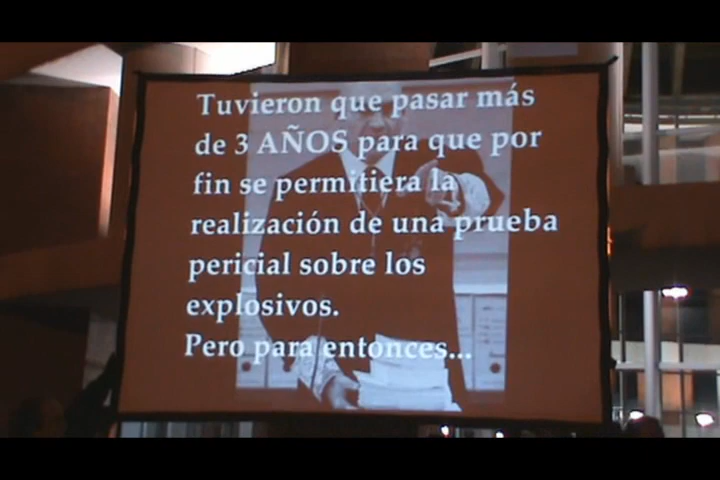 Tuvieron que pasar más
de 3 AÑOS para que por
fin se permitiera la
realización de una prueba
pericial sobre los
explosivos.
Pero para entonces...